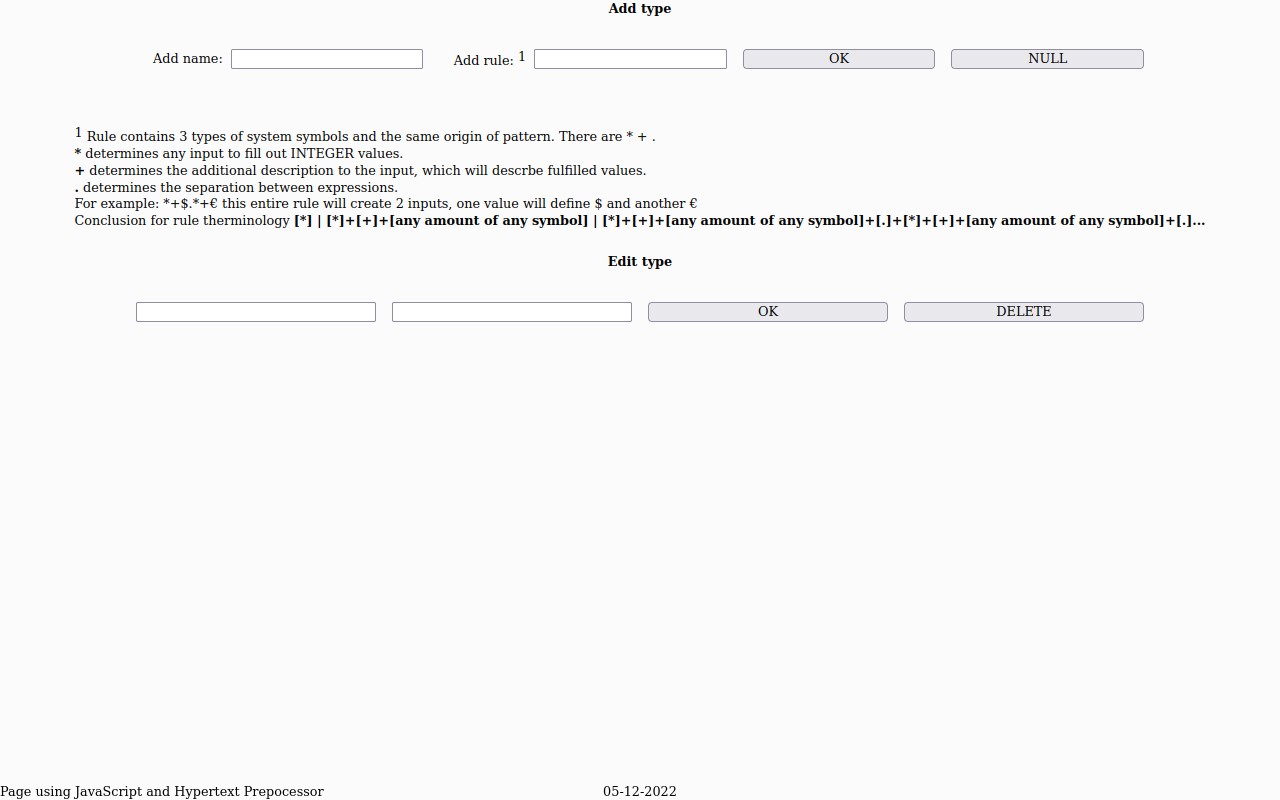 Add type
Add name:
Add rule: 1
OK
NULL
1 Rule contains 3 types of system symbols and the same origin of pattern. There are * + .
* determines any input to fill out INTEGER values.
+ determines the additional description to the input, which will descrbe fulfilled values.
. determines the separation between expressions.
For example: *+$.*+€ this entire rule will create 2 inputs, one value will define $ and another €
Conclusion for rule therminology [*] | [*]+[+]+[any amount of any symbol] | [*]+[+]+[any amount of any symbol]+[.]+[*]+[+]+[any amount of any symbol]+[.]...
Edit type
OK
DELETE
Page using JavaScript and Hypertext Prepocessor
05-12-2022